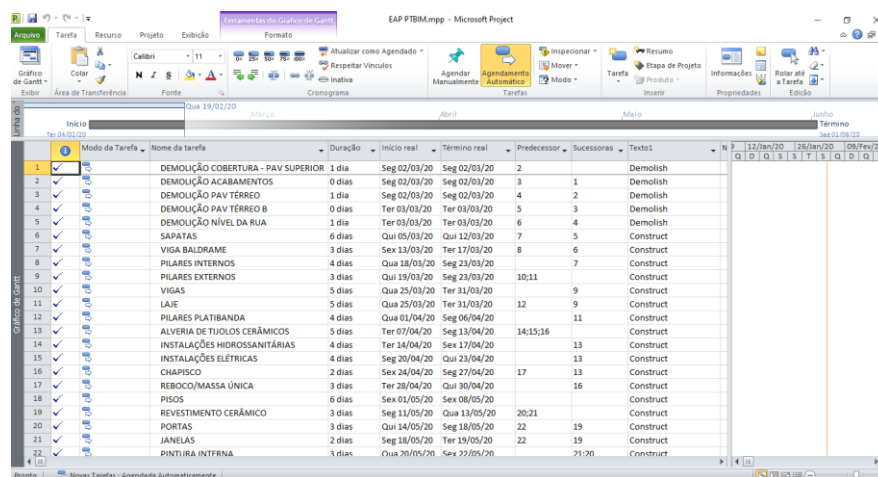 Ferramentas do Gráfico de Gantt
EAP PTBIM.mpp - Microsoft Project
Arquivo Tarefa Recurso Projeto Exibição Formato
Gráfico de Gantt
Colar
Calibri 11
N I S
0% 25% 50% 75% 100%
Atualizar como Agendado
Respeitar Vínculos
Inativa
Agendar Manualmente
Agendamento Automático
Inspecionar
Mover
Modo
Tarefa
Resumo
Etapa de Projeto
Produto
Informações
Rolar até a Tarefa
Exibir Área de Transferência Fonte Cronograma Tarefas Inserir Propriedades Edição
Linha do
Qua 19/02/20
Março Abril Maio Junho
Início Término
Ter 04/02/20 Seg 01/06/20
Modo da Tarefa Nome da tarefa Duração Início real Término real Predecessor Sucessoras Texto1 N 12/Jan/20 26/Jan/20 09/Fev/2
Q D Q S S T S Q D Q
1 DEMOLIÇÃO COBERTURA - PAV SUPERIOR 1 dia Seg 02/03/20 Seg 02/03/20 2 Demolish
2 DEMOLIÇÃO ACABAMENTOS 0 dias Seg 02/03/20 Seg 02/03/20 3 1 Demolish
3 DEMOLIÇÃO PAV TÉRREO 1 dia Seg 02/03/20 Seg 02/03/20 4 2 Demolish
4 DEMOLIÇÃO PAV TÉRREO B 0 dias Ter 03/03/20 Ter 03/03/20 5 3 Demolish
5 DEMOLIÇÃO NÍVEL DA RUA 1 dia Ter 03/03/20 Ter 03/03/20 6 4 Demolish
6 SAPATAS 6 dias Qui 05/03/20 Qui 12/03/20 7 5 Construct
7 VIGA BALDRAME 3 dias Sex 13/03/20 Ter 17/03/20 8 6 Construct
8 PILARES INTERNOS 4 dias Qua 18/03/20 Seg 23/03/20 7 Construct
9 PILARES EXTERNOS 3 dias Qui 19/03/20 Seg 23/03/20 10;11 Construct
10 VIGAS 5 dias Qua 25/03/20 Ter 31/03/20 9 Construct
11 LAJE 5 dias Qua 25/03/20 Ter 31/03/20 12 9 Construct
12 PILARES PLATIBANDA 4 dias Qua 01/04/20 Seg 06/04/20 11 Construct
13 ALVERIA DE TIJOLOS CERÂMICOS 5 dias Ter 07/04/20 Seg 13/04/20 14;15;16 Construct
14 INSTALAÇÕES HIDROSSANITÁRIAS 4 dias Ter 14/04/20 Sex 17/04/20 13 Construct
15 INSTALAÇÕES ELÉTRICAS 4 dias Seg 20/04/20 Qui 23/04/20 13 Construct
16 CHAPISCO 2 dias Sex 24/04/20 Seg 27/04/20 17 13 Construct
17 REBOCO/MASSA ÚNICA 3 dias Ter 28/04/20 Qui 30/04/20 16 Construct
18 PISOS 6 dias Sex 01/05/20 Sex 08/05/20 Construct
19 REVESTIMENTO CERÂMICO 3 dias Seg 11/05/20 Qua 13/05/20 20;21 Construct
20 PORTAS 3 dias Qui 14/05/20 Seg 18/05/20 22 19 Construct
21 JANELAS 2 dias Seg 18/05/20 Ter 19/05/20 22 19 Construct
22 PINTURA INTERNA 3 dias Qua 20/05/20 Sex 22/05/20 21;20 Construct
Gráfico de Gantt
Pronto Novas Tarefas : Agendada Automaticamente